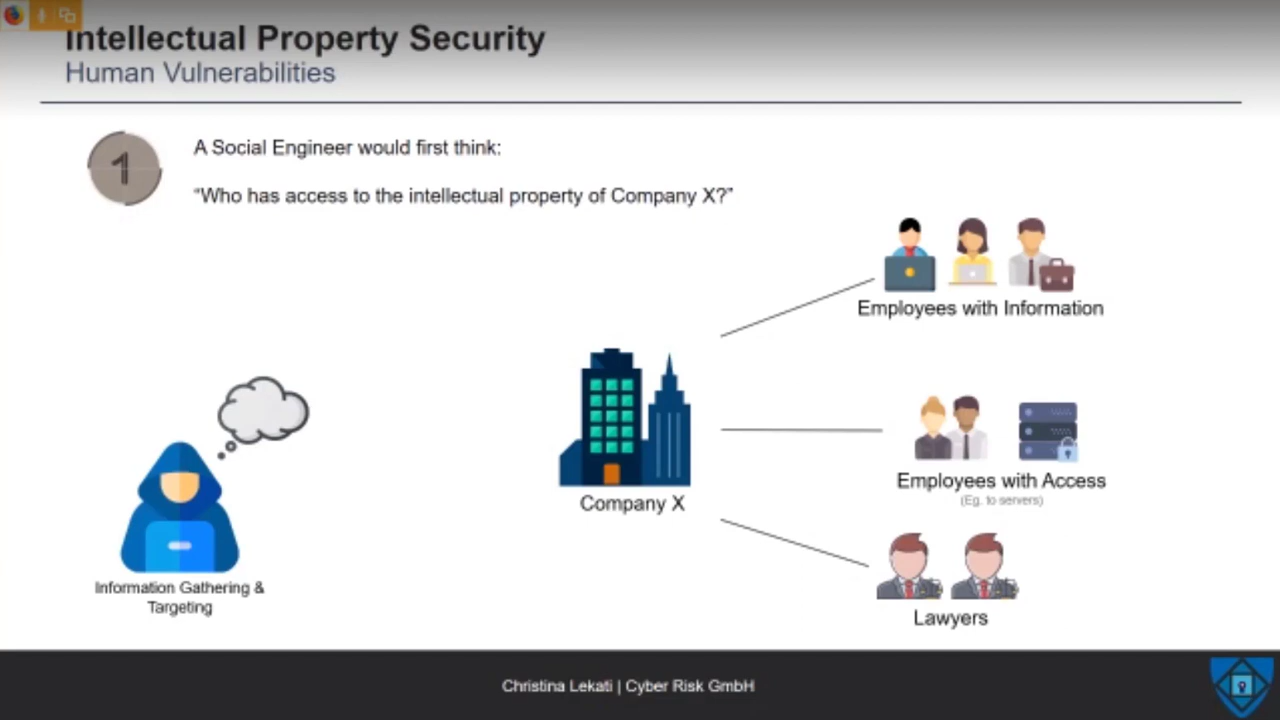 Intellectual Property Security
Human Vulnerabilities
1
A Social Engineer would first think:
“Who has access to the intellectual property of Company X?”
Employees with Information
Company X
Employees with Access
(Eg. to servers)
Information Gathering &
Targeting
Lawyers
Christina Lekati | Cyber Risk GmbH